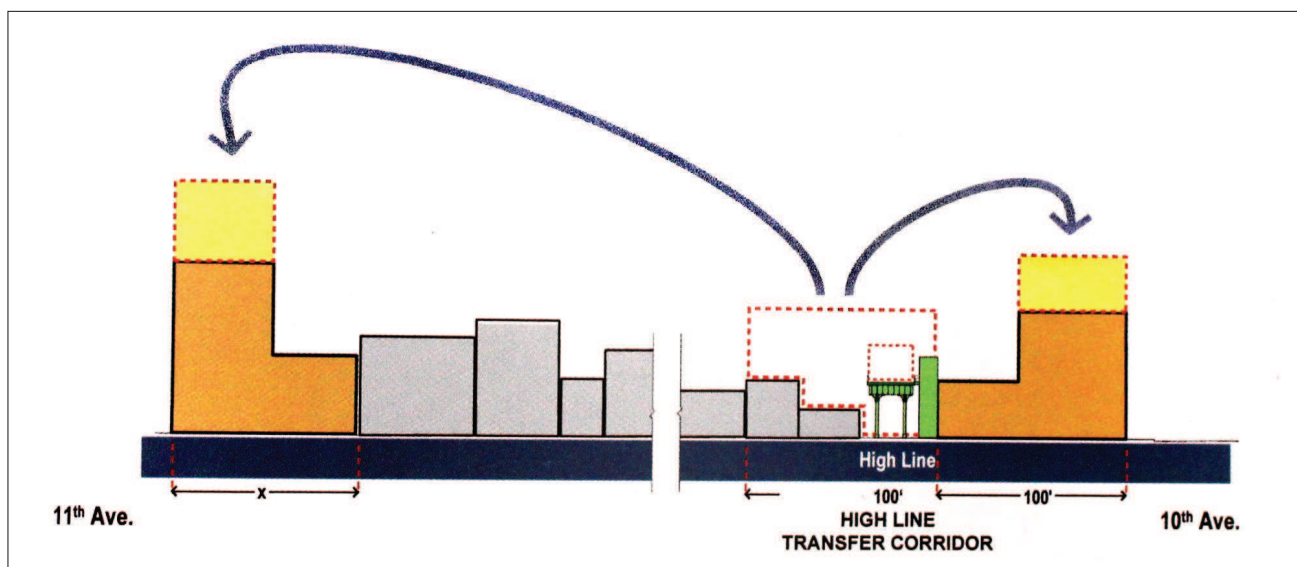 High Line
x
100'
100'
11th Ave.
HIGH LINE
TRANSFER CORRIDOR
10th Ave.